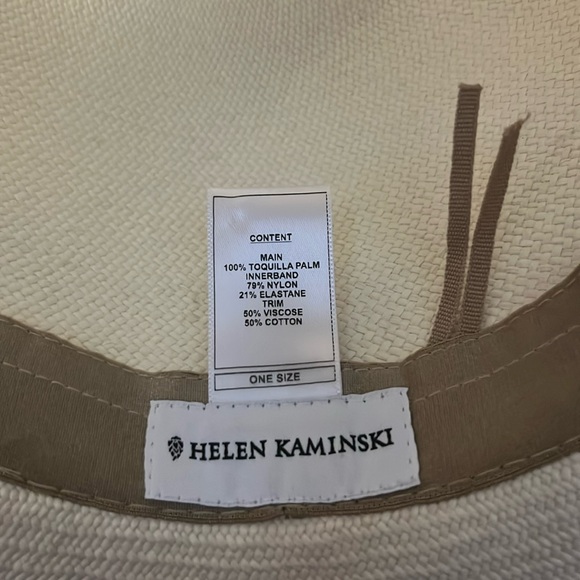 CONTENT
MAIN
100% TOQUILLA PALM
INNERBAND
79% NYLON
21% ELASTANE
TRIM
50% VISCOSE
50% COTTON
ONE SIZE
HELEN KAMINSKI